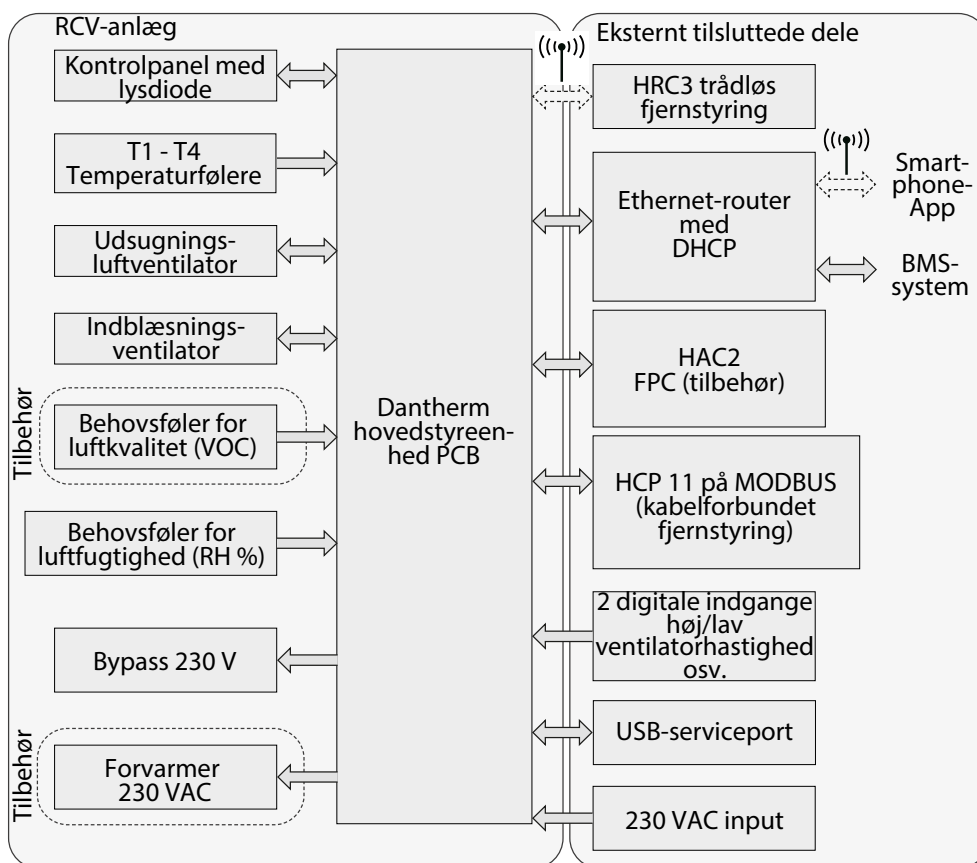 RCV-anlæg
Kontrolpanel med
lysdiode
T1 - T4
Temperaturfølere
Udsugnings-
luftventilator
Indblæsnings-
ventilator
Tilbehør
Behovsføler for
luftkvalitet (VOC)
Behovsføler for
luftfugtighed (RH %)
Bypass 230 V
Tilbehør
Forvarmer
230 VAC
Dantherm
hovedstyreen-
hed PCB
Eksternt tilsluttede dele
HRC3 trådløs
fjernstyring
Ethernet-router
med
DHCP
Smart-
phone-
App
BMS-
system
HAC2
FPC (tilbehør)
HCP 11 på MODBUS
(kabelforbundet
fjernstyring)
2 digitale indgange
høj/lav
ventilatorhastighed
osv.
USB-serviceport
230 VAC input